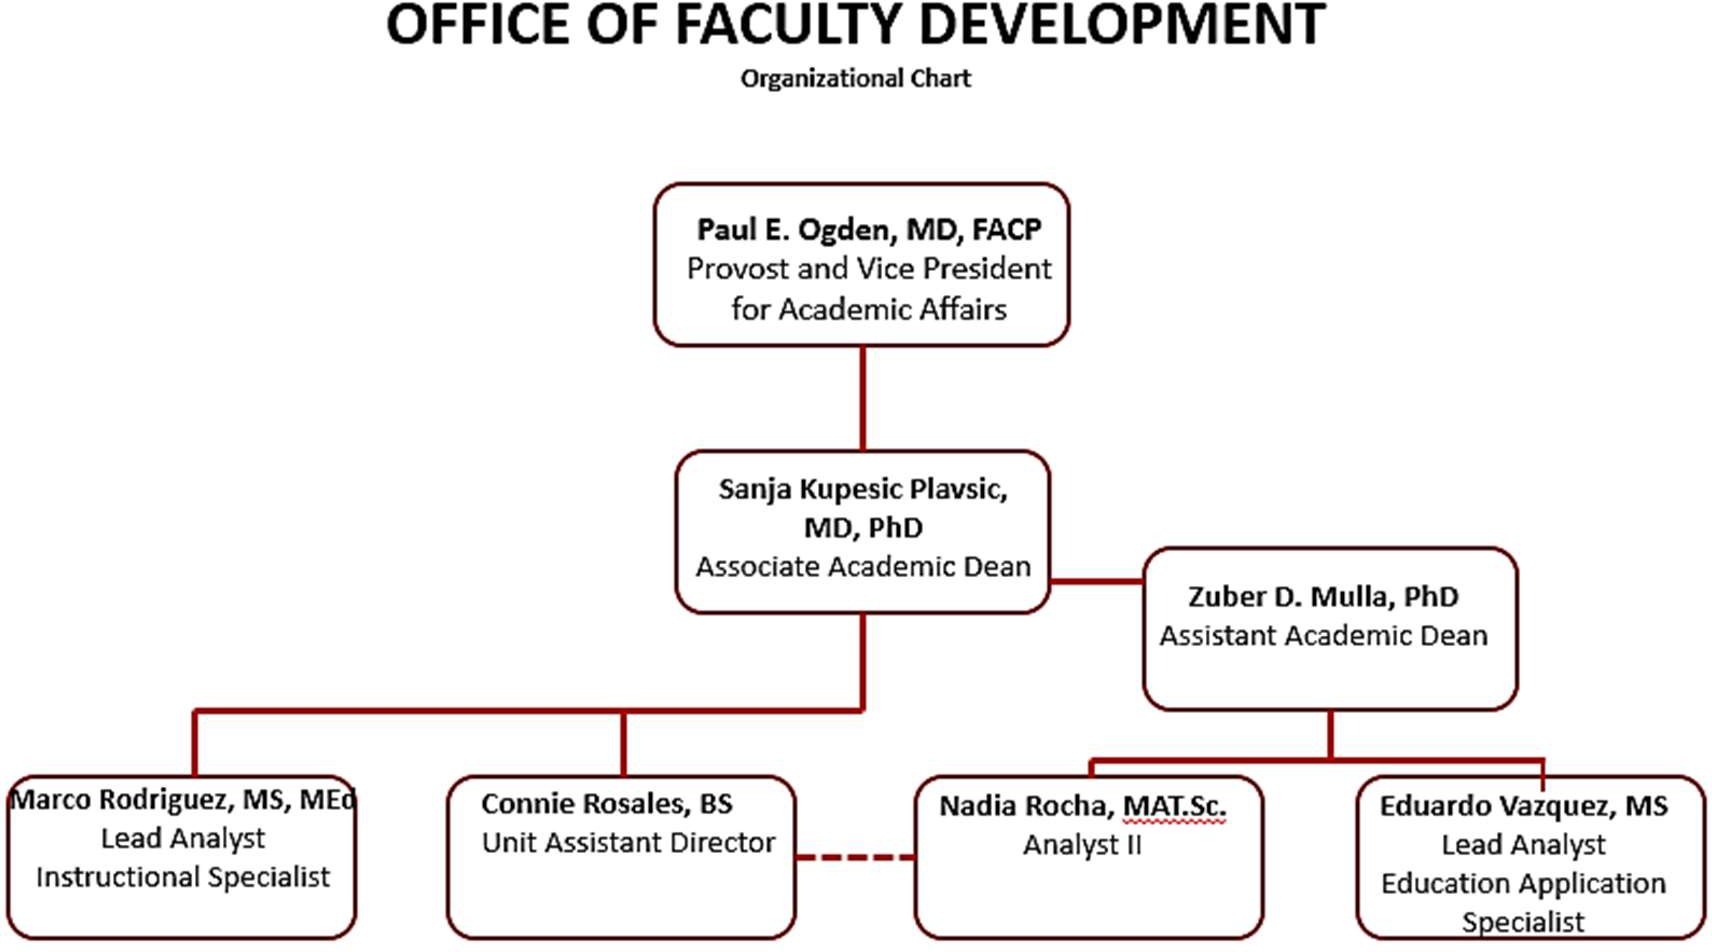 OFFICE OF FACULTY DEVELOPMENT
Organizational Chart
Paul E. Ogden, MD, FACP
Provost and Vice President
for Academic Affairs
Sanja Kupesic Plavsic,
MD, PhD
Associate Academic Dean
Zuber D. Mulla, PhD
Assistant Academic Dean
Marco Rodriguez, MS, MEd
Lead Analyst
Instructional Specialist
Connie Rosales, BS
Unit Assistant Director
Nadia Rocha, MAT.Sc.
Analyst II
Eduardo Vazquez, MS
Lead Analyst
Education Application
Specialist